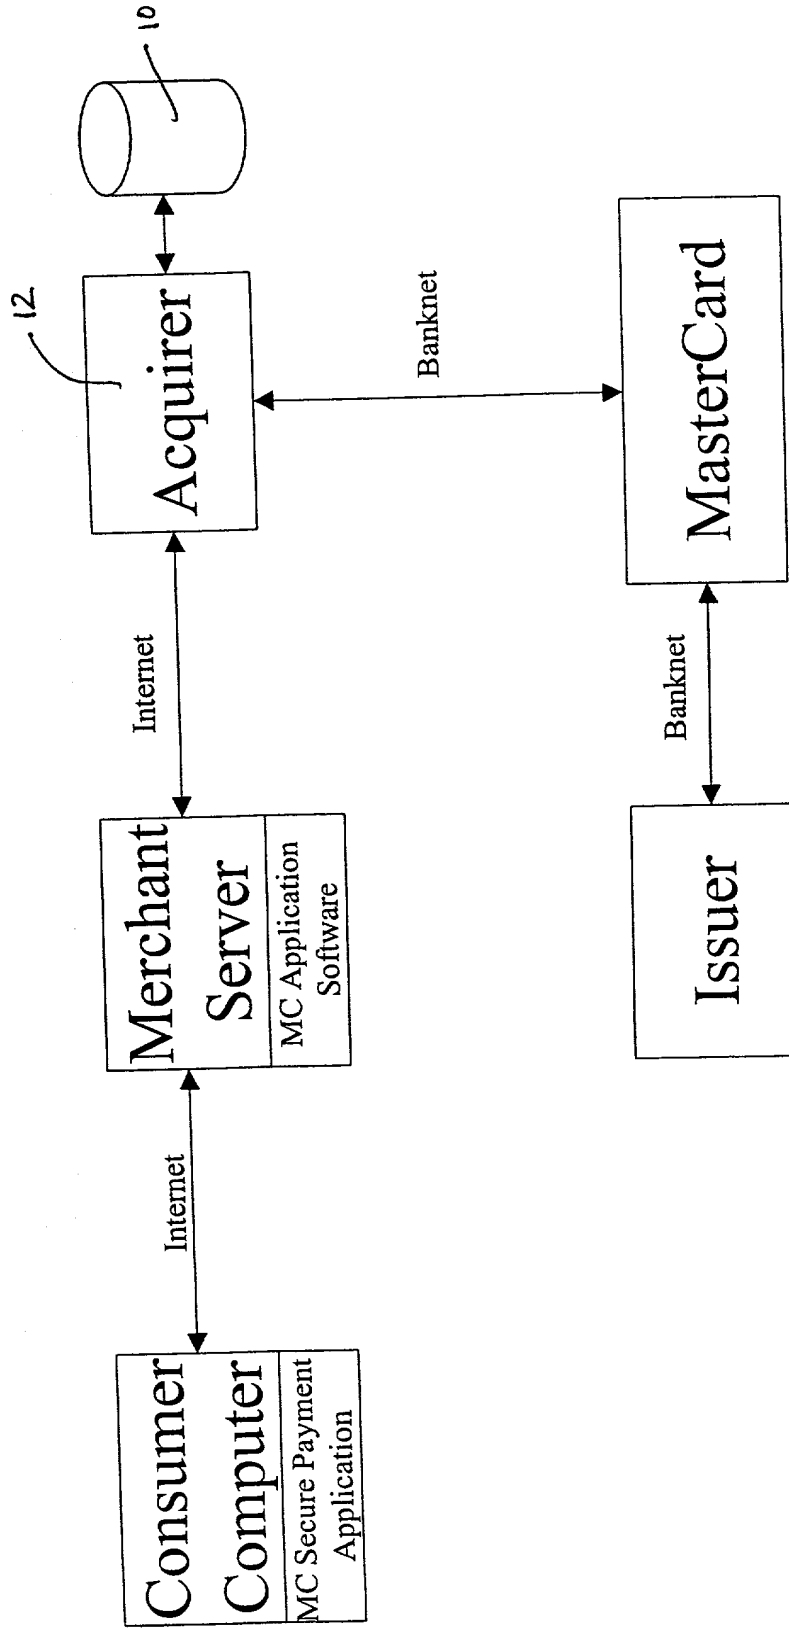 Consumer
Computer
MC Secure Payment
Application
Internet
Merchant
Server
MC Application
Software
Internet
12
Acquirer
10
Banknet
Issuer
Banknet
MasterCard